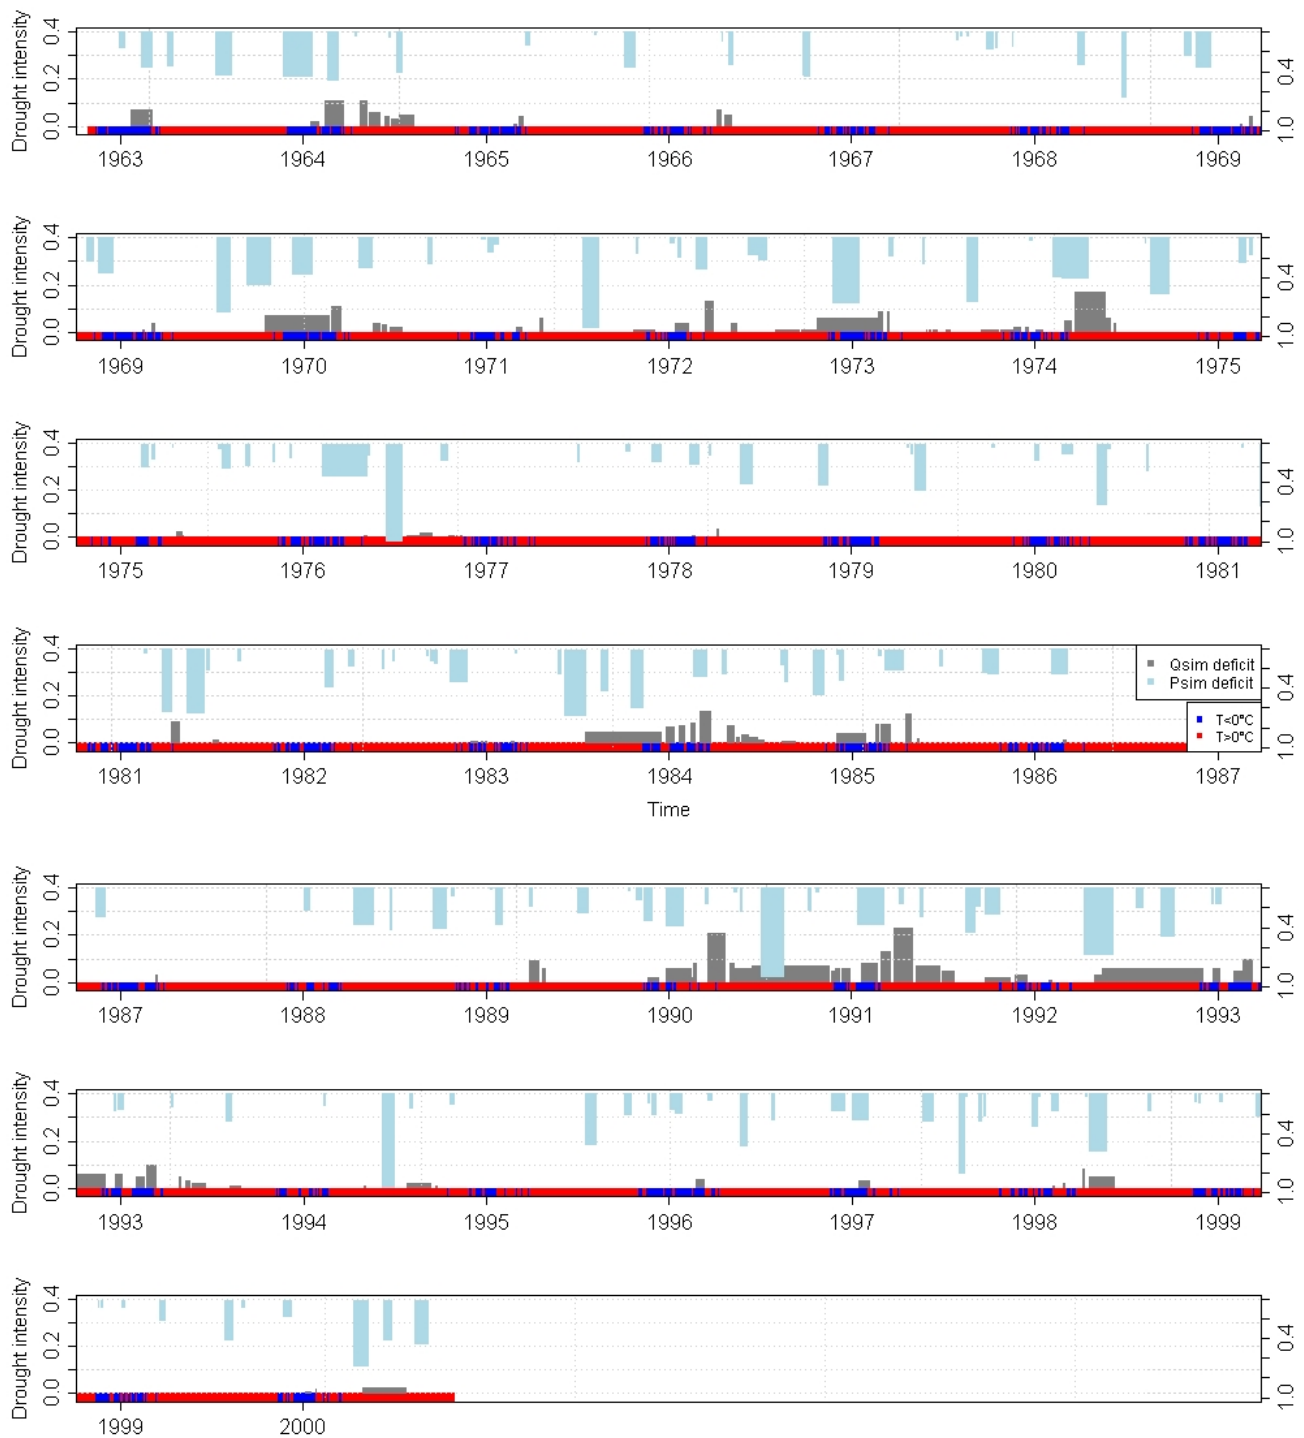 Drought intensity
0.0 0.2 0.4
1.0 0.4
1963 1964 1965 1966 1967 1968 1969
Drought intensity
0.0 0.2 0.4
1.0 0.4
1969 1970 1971 1972 1973 1974 1975
Drought intensity
0.0 0.2 0.4
1.0 0.4
1975 1976 1977 1978 1979 1980 1981
Drought intensity
0.0 0.2 0.4
1.0 0.4
Qsim deficit
Psim deficit
T<0°C
T>0°C
1981 1982 1983 1984 1985 1986 1987
Time
Drought intensity
0.0 0.2 0.4
1.0 0.4
1987 1988 1989 1990 1991 1992 1993
Drought intensity
0.0 0.2 0.4
1.0 0.4
1993 1994 1995 1996 1997 1998 1999
Drought intensity
0.0 0.2 0.4
1.0 0.4
1999 2000